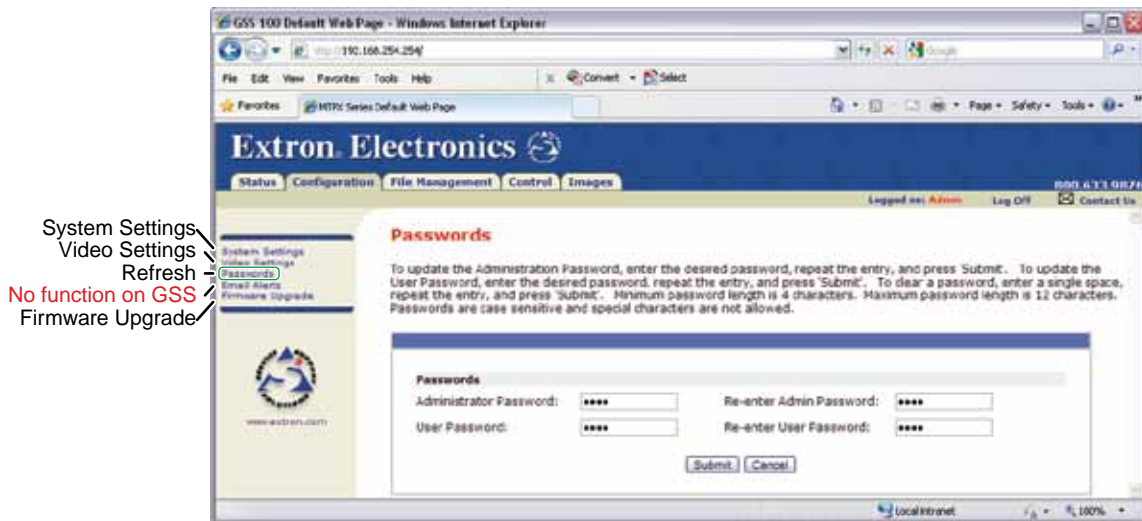 GSS 100 Default Web Page - Windows Internet Explorer
192.168.254.254/
File Edit View Favorites Tools Help
Convert Select
Favorites
MTPX Series Default Web Page
Page Safety Tools
Extron Electronics
Status Configuration File Management Control Images
800.633.9876
Logged on: Admin Log Off Contact Us
System Settings
Video Settings
Refresh
No function on GSS
Firmware Upgrade
System Settings
Video Settings
Passwords
Email Alerts
Firmware Upgrade
www.extron.com
Passwords
To update the Administration Password, enter the desired password, repeat the entry, and press 'Submit'. To update the
User Password, enter the desired password, repeat the entry, and press 'Submit'. To clear a password, enter a single space,
repeat the entry, and press 'Submit'. Minimum password length is 4 characters. Maximum password length is 12 characters.
Passwords are case sensitive and special characters are not allowed.
Passwords
Administrator Password: •••• Re-enter Admin Password: ••••
User Password: •••• Re-enter User Password: ••••
Submit Cancel
Local intranet 100%